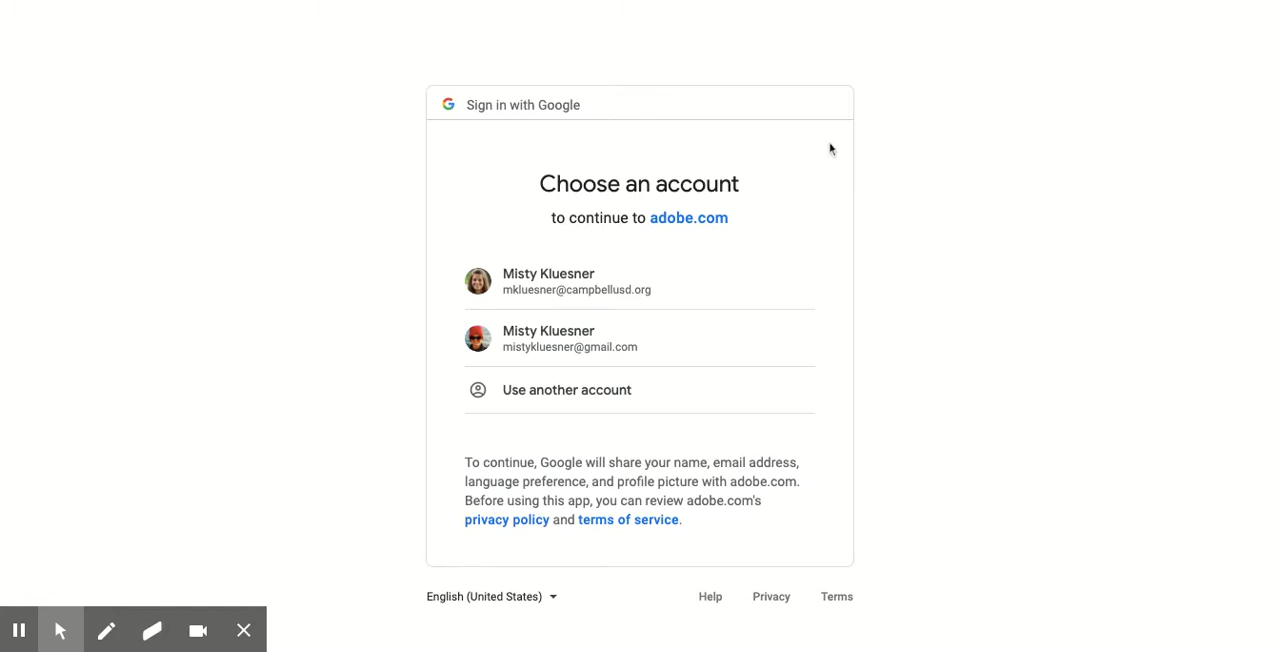 Sign in with Google
Choose an account
to continue to adobe.com
Misty Kluesner
mkluesner@campbellusd.org
Misty Kluesner
mistykluesner@gmail.com
Use another account
To continue, Google will share your name, email address,
language preference, and profile picture with adobe.com.
Before using this app, you can review adobe.com's
privacy policy and terms of service.
English (United States)
Help
Privacy
Terms